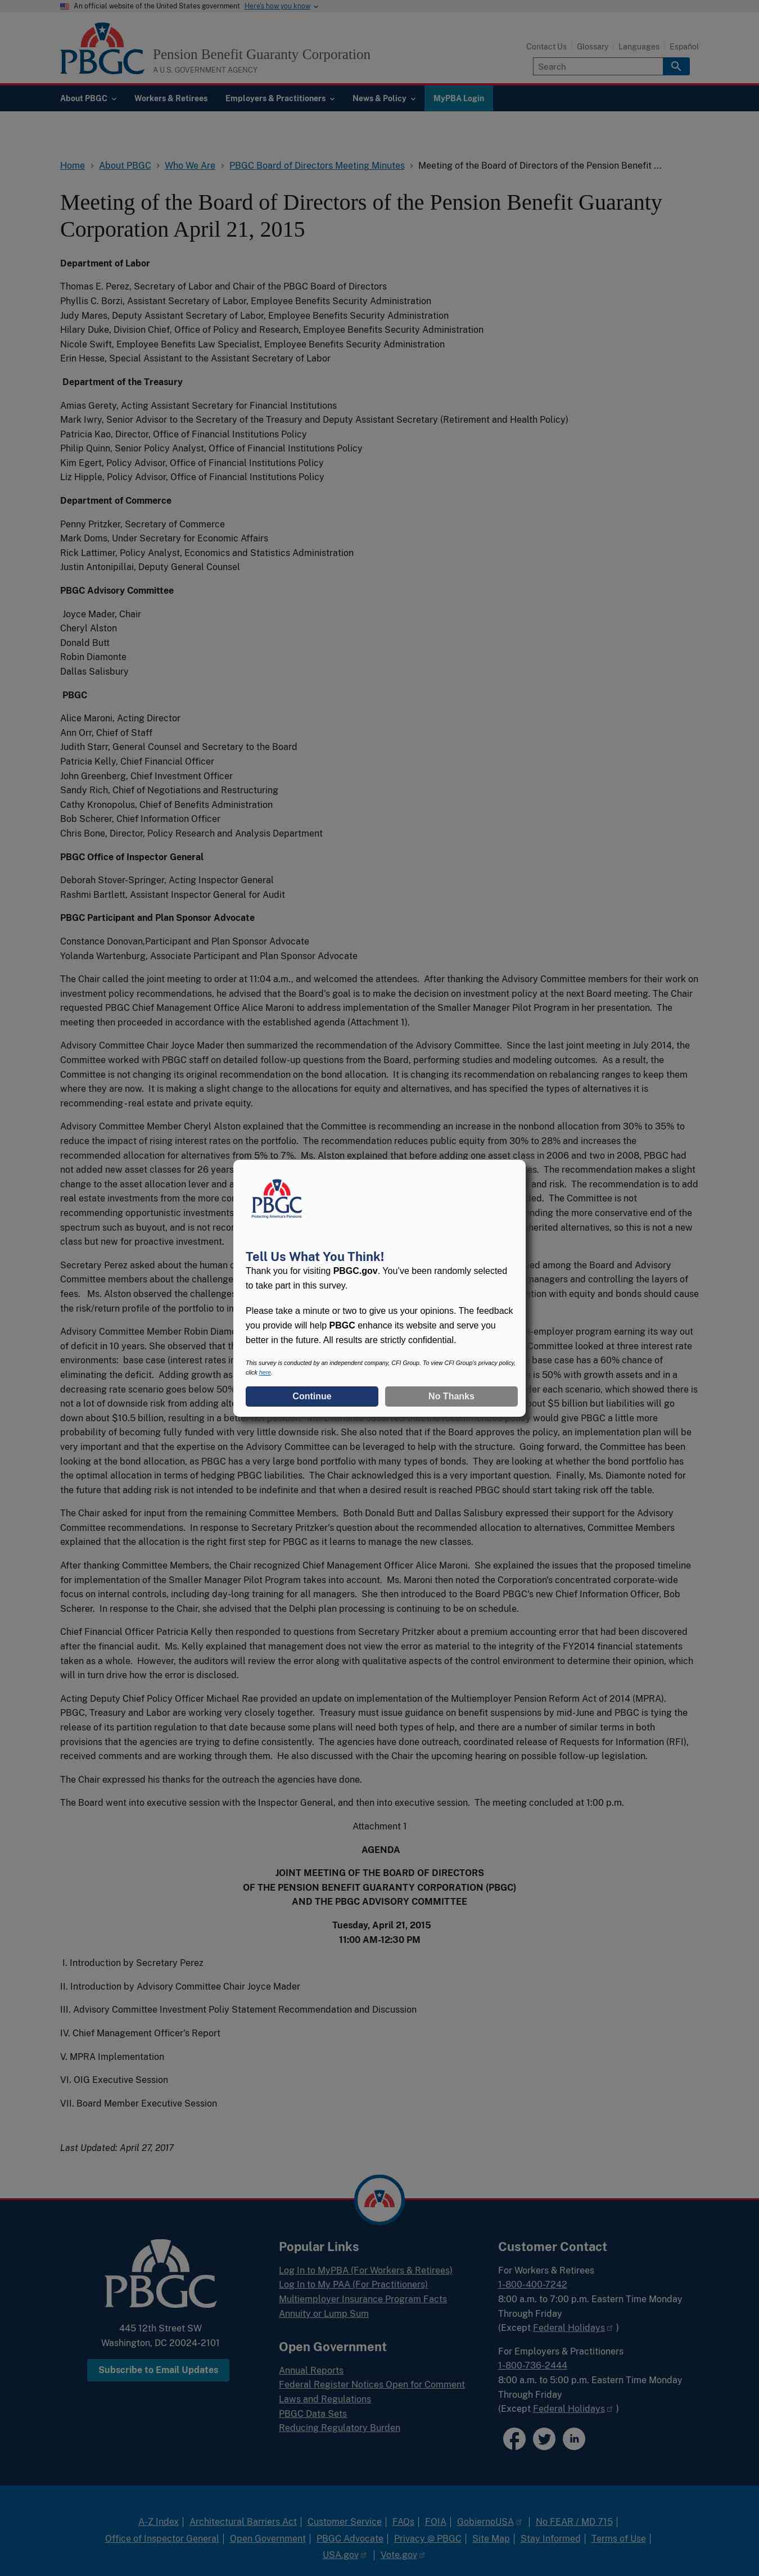 An official website of the United States government Here's how you know
PBGC
Pension Benefit Guaranty Corporation
A U.S. GOVERNMENT AGENCY
Contact Us Glossary Languages Español
Search
About PBGC Workers & Retirees Employers & Practitioners News & Policy MyPBA Login
Home About PBGC Who We Are PBGC Board of Directors Meeting Minutes Meeting of the Board of Directors of the Pension Benefit ...
Meeting of the Board of Directors of the Pension Benefit Guaranty
Corporation April 21, 2015
Department of Labor
Thomas E. Perez, Secretary of Labor and Chair of the PBGC Board of Directors
Phyllis C. Borzi, Assistant Secretary of Labor, Employee Benefits Security Administration
Judy Mares, Deputy Assistant Secretary of Labor, Employee Benefits Security Administration
Hilary Duke, Division Chief, Office of Policy and Research, Employee Benefits Security Administration
Nicole Swift, Employee Benefits Law Specialist, Employee Benefits Security Administration
Erin Hesse, Special Assistant to the Assistant Secretary of Labor
Department of the Treasury
Amias Gerety, Acting Assistant Secretary for Financial Institutions
Mark Iwry, Senior Advisor to the Secretary of the Treasury and Deputy Assistant Secretary (Retirement and Health Policy)
Patricia Kao, Director, Office of Financial Institutions Policy
Philip Quinn, Senior Policy Analyst, Office of Financial Institutions Policy
Kim Egert, Policy Advisor, Office of Financial Institutions Policy
Liz Hipple, Policy Advisor, Office of Financial Institutions Policy
Department of Commerce
Penny Pritzker, Secretary of Commerce
Mark Doms, Under Secretary for Economic Affairs
Rick Lattimer, Policy Analyst, Economics and Statistics Administration
Justin Antonipillai, Deputy General Counsel
PBGC Advisory Committee
Joyce Mader, Chair
Cheryl Alston
Donald Butt
Robin Diamonte
Dallas Salisbury
PBGC
Alice Maroni, Acting Director
Ann Orr, Chief of Staff
Judith Starr, General Counsel and Secretary to the Board
Patricia Kelly, Chief Financial Officer
John Greenberg, Chief Investment Officer
Sandy Rich, Chief of Negotiations and Restructuring
Cathy Kronopolus, Chief of Benefits Administration
Bob Scherer, Chief Information Officer
Chris Bone, Director, Policy Research and Analysis Department
PBGC Office of Inspector General
Deborah Stover-Springer, Acting Inspector General
Rashmi Bartlett, Assistant Inspector General for Audit
PBGC Participant and Plan Sponsor Advocate
Constance Donovan,Participant and Plan Sponsor Advocate
Yolanda Wartenburg, Associate Participant and Plan Sponsor Advocate
The Chair called the joint meeting to order at 11:04 a.m., and welcomed the attendees. After thanking the Advisory Committee members for their work on
investment policy recommendations, he advised that the Board's goal is to make the decision on investment policy at the next Board meeting. The Chair
requested PBGC Chief Management Office Alice Maroni to address implementation of the Smaller Manager Pilot Program in her presentation. The
meeting then proceeded in accordance with the established agenda (Attachment 1).
Advisory Committee Chair Joyce Mader then summarized the recommendation of the Advisory Committee. Since the last joint meeting in July 2014, the
Committee worked with PBGC staff on detailed follow-up questions from the Board, performing studies and modeling outcomes. As a result, the
Committee is not changing its original recommendation on the bond allocation. It is changing its recommendation on rebalancing ranges to keep them
where they are now. It is making a slight change to the allocations for equity and alternatives, and has specified the types of alternatives it is
recommending-real estate and private equity.
Advisory Committee Member Cheryl Alston explained that the Committee is recommending an increase in the nonbond allocation from 30% to 35% to
reduce the impact of rising interest rates on the portfolio. The recommendation reduces public equity from 30% to 28% and increases the
recommended allocation for alternatives from 5% to 7%. Ms. Alston explained that before adding one asset class in 2006 and two in 2008, PBGC had
not added new asset classes for 26 years
es. The recommendation makes a slight
change to the asset allocation level and a
and risk. The recommendation is to add
real estate investments from the more co
ded. The Committee is not
recommending opportunistic investments
nding the more conservative end of the
spectrum such as buyout, and is not reco
herited alternatives, so this is not a new
class but new for proactive investment.
Secretary Perez asked about the human c
ed among the Board and Advisory
Committee members about the challenge
managers and controlling the layers of
fees. Ms. Alston observed that the challe
ition with equity and bonds should cause
the risk/return profile of the portfolio to in
Advisory Committee Member Robin Diamo
-employer program earning its way out
of deficit in 10 years. She observed that th
ommittee looked at three different
environments: base case (interest rates in
base case has a 60% chance of
achieving full funding, growth case has an
e is 50% with growth assets and in
a declining scenario goes below 50%
der each scenario, which showed there is
not a lot of downside risk from adding alte
about $5 billion but liabilities will go
down about $10.5 billion, resulting in a bette
policy would give PBGC a little more
probability of becoming fully funded with very little incremental risk. She also noted that if the Board approves the policy, an implementation plan will be
very important and that the expertise on the Advisory Committee can be leveraged to help with the structure. Going forward, the Committee has been
looking at the bond allocation, as PBGC has a very large bond portfolio with many types of bonds. They are looking at whether the bond portfolio has the
optimal allocation in terms of hedging PBGC liabilities. The Chair acknowledged this is a very important question. Finally, Ms. Diamonte noted for
the future that adding risk is not intended to be indefinite and that when a desired result is reached PBGC should start taking risk off the table.
The Chair asked for input from the remaining Committee Members. Both Donald Butt and Dallas Salisbury expressed their support for the Advisory
Committee's recommendations. In response to Secretary Pritzker's question about the recommended allocation to alternatives, Committee Members
explained that the allocation is the right first step for PBGC as it learns to manage the new classes.
After thanking Committee Members, the Chair recognized Chief Management Officer Alice Maroni. She explained the issues that the proposed timeline
for implementation of the Smaller Manager Pilot Program takes into account. Ms. Maroni then noted the Corporation's concentrated corporate-wide
focus on internal controls, including day-long, off-site training for all managers. She then introduced to the Board PBGC's new Chief Information Officer, Bob
Scherer. In response to the Chair, she advised that the Delphi plan processing is continuing to be on schedule.
Chief Financial Officer Patricia Kelly then responded to questions from Secretary Pritzker about a premium accounting error that had been discovered
after the financial audit. Ms. Kelly explained that management does not view the error as material to the integrity of the FY2014 financial statements
taken as a whole. However, the auditors will review the error along with qualitative aspects of the control environment to determine their opinion, which
will in turn drive how the error is disclosed.
Acting Deputy Chief Policy Officer Michael Rae provided an update on implementation of the Multiemployer Pension Reform Act of 2014 (MPRA).
PBGC, Treasury and Labor are working very closely together. Treasury must issue guidance on benefit suspensions by mid-June and PBGC is tying the
release of its partition regulation to that date because some plans will need both types of help, and there are a number of similar terms in both
provisions that the agencies are trying to define consistently. The agencies have done outreach, coordinated release of Requests for Information (RFI),
received comments and are working through them. He also discussed with the Chair the upcoming hearing on possible follow-up legislation.
The Chair expressed his thanks for the outreach the agencies have done.
The Board went into executive session with the Inspector General, and then into executive session. The meeting concluded at 1:00 p.m.
Attachment 1
AGENDA
JOINT MEETING OF THE BOARD OF DIRECTORS
OF THE PENSION BENEFIT GUARANTY CORPORATION (PBGC)
AND THE PBGC ADVISORY COMMITTEE
Tuesday, April 21, 2015
11:00 AM-12:30 PM
I. Introduction by Secretary Perez
II. Introduction by Advisory Committee Chair Joyce Mader
III. Advisory Committee Investment Poliy Statement Recommendation and Discussion
IV. Chief Management Officer's Report
V. MPRA Implementation
VI. OIG Executive Session
VII. Board Member Executive Session
Last Updated: April 27, 2017
PBGC
Protecting America's Pensions
Tell Us What You Think!
Thank you for visiting PBGC.gov. You've been randomly selected
to take part in this survey.
Please take a minute or two to give us your opinions. The feedback
you provide will help PBGC enhance its website and serve you
better in the future. All results are strictly confidential.
This survey is conducted by an independent company, CFI Group. To view CFI Group's privacy policy,
click here.
Continue No Thanks
PBGC
445 12th Street SW
Washington, DC 20024-2101
Subscribe to Email Updates
Popular Links
Log In to MyPBA (For Workers & Retirees)
Log In to My PAA (For Practitioners)
Multiemployer Insurance Program Facts
Annuity or Lump Sum
Open Government
Annual Reports
Federal Register Notices Open for Comment
Laws and Regulations
PBGC Data Sets
Reducing Regulatory Burden
Customer Contact
For Workers & Retirees
1-800-400-7242
8:00 a.m. to 7:00 p.m. Eastern Time Monday
Through Friday
(Except Federal Holidays )
For Employers & Practitioners
1-800-736-2444
8:00 a.m. to 5:00 p.m. Eastern Time Monday
Through Friday
(Except Federal Holidays )
A-Z Index Architectural Barriers Act Customer Service FAQs FOIA GobiernoUSA No FEAR / MD 715
Office of Inspector General Open Government PBGC Advocate Privacy @ PBGC Site Map Stay Informed Terms of Use
USA.gov Vote.gov